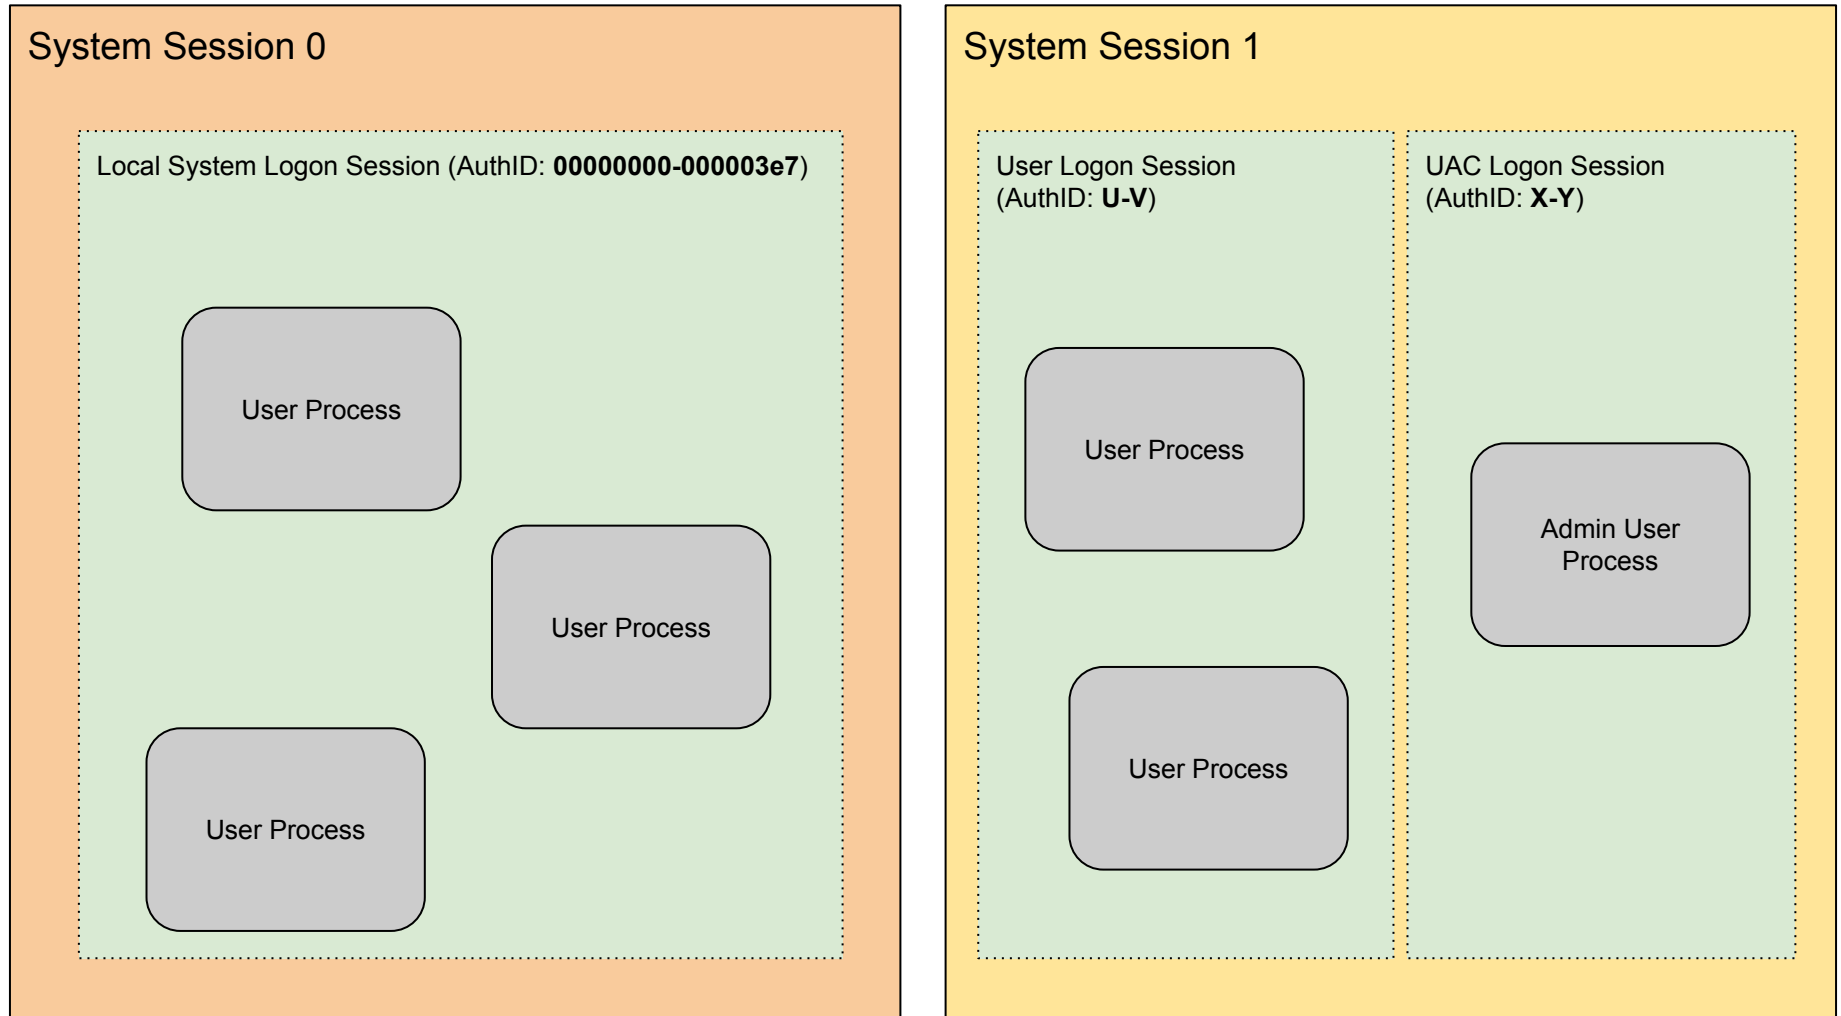 System Session 0
Local System Logon Session (AuthID: 00000000-000003e7)
User Process
User Process
User Process
System Session 1
User Logon Session
(AuthID: U-V)
User Process
User Process
UAC Logon Session
(AuthID: X-Y)
Admin User
Process